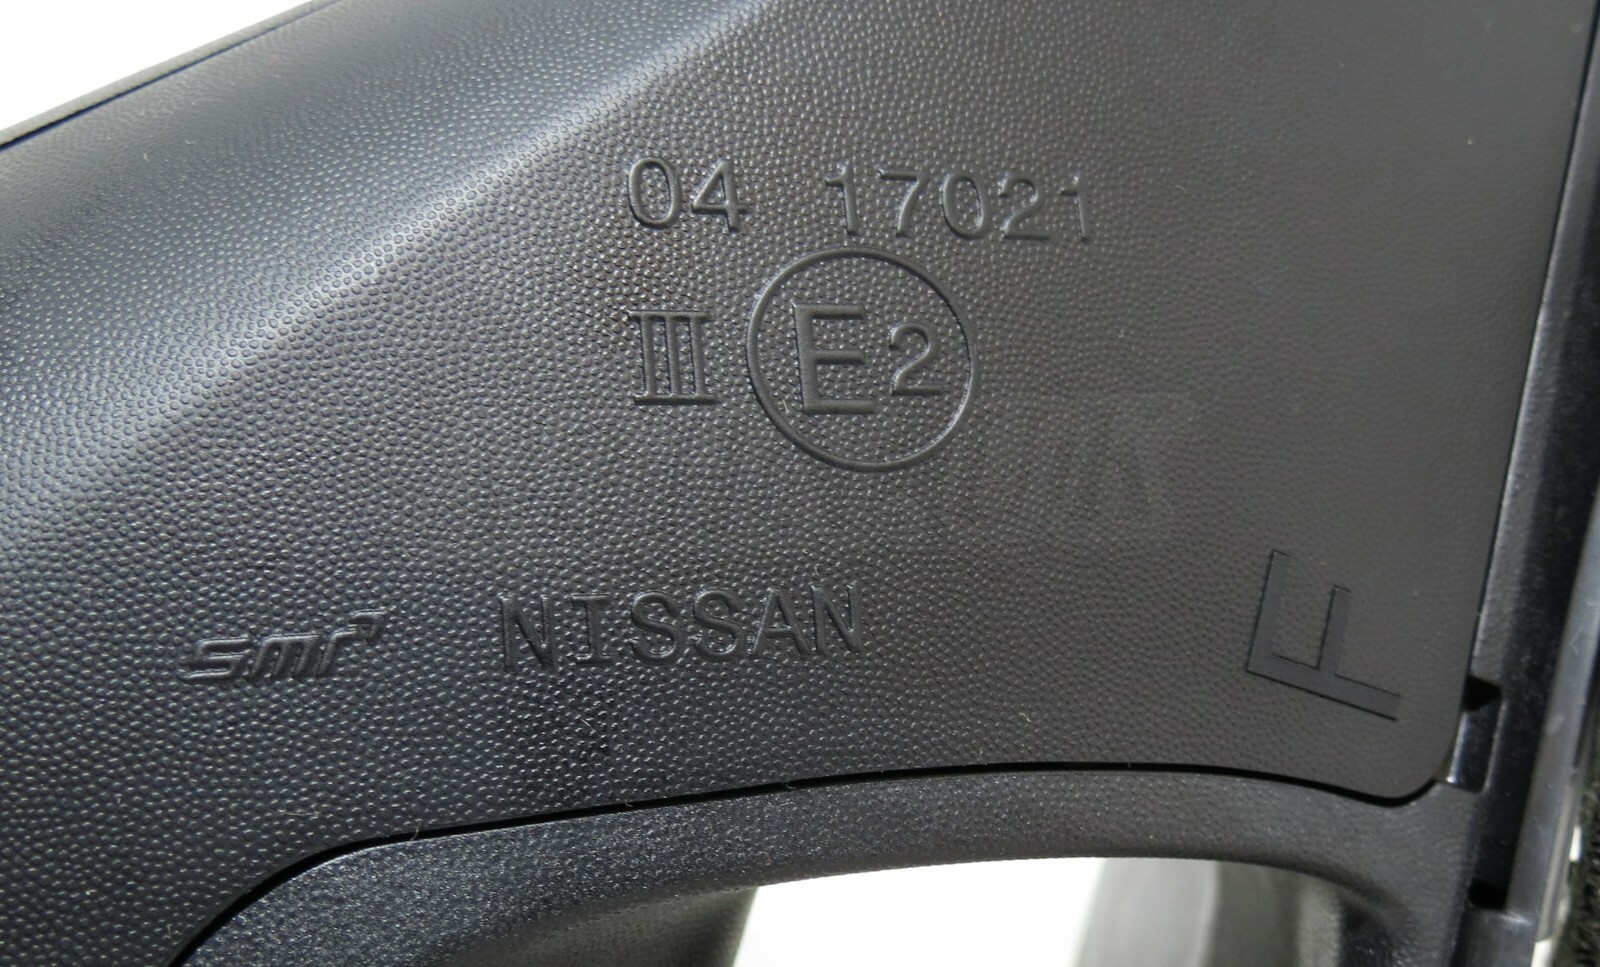 04 17021
III E2
smr NISSAN
F